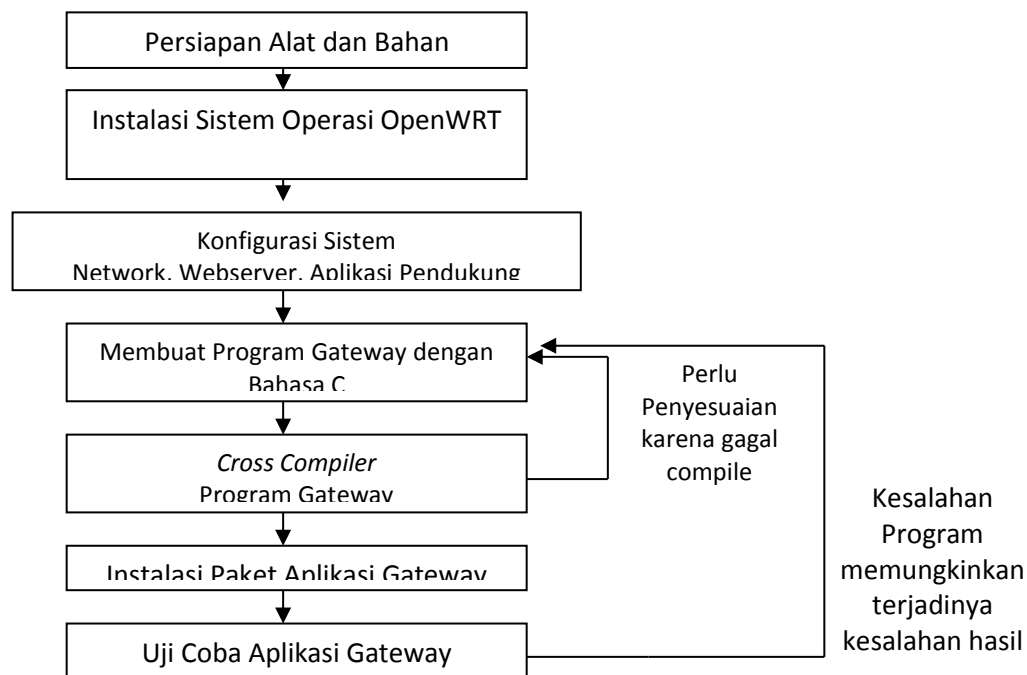 Persiapan Alat dan Bahan
Instalasi Sistem Operasi OpenWRT
Konfigurasi Sistem
Network, Webserver, Aplikasi Pendukung
Membuat Program Gateway dengan
Bahasa C
Cross Compiler
Program Gateway
Instalasi Paket Aplikasi Gateway
Uji Coba Aplikasi Gateway
Perlu
Penyesuaian
karena gagal
compile
Kesalahan
Program
memungkinkan
terjadinya
kesalahan hasil